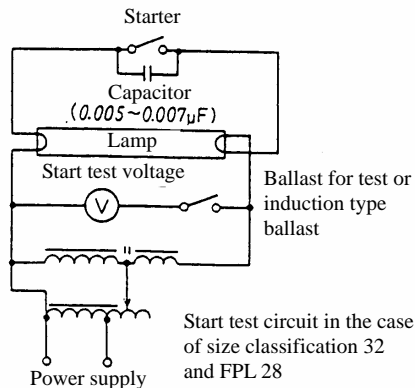 Starter
Capacitor
(0.005~0.007μF)
Lamp
Start test voltage
V
Ballast for test or
induction type
ballast
Start test circuit in the case
of size classification 32
and FPL 28
Power supply